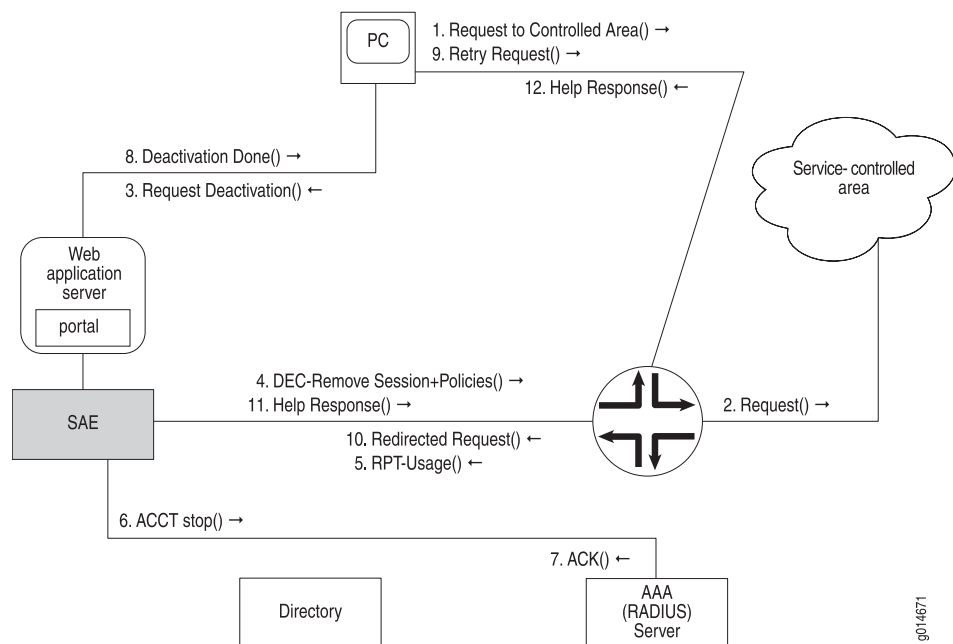 PC
1. Request to Controlled Area() →
9. Retry Request() →
12. Help Response() ←
8. Deactivation Done() →
3. Request Deactivation() ←
Service- controlled
area
Web
application
server
portal
SAE
4. DEC-Remove Session+Policies() →
11. Help Response() →
10. Redirected Request() ←
5. RPT-Usage() ←
2. Request() →
6. ACCT stop() →
7. ACK() ←
Directory
AAA
(RADIUS)
Server
g014671